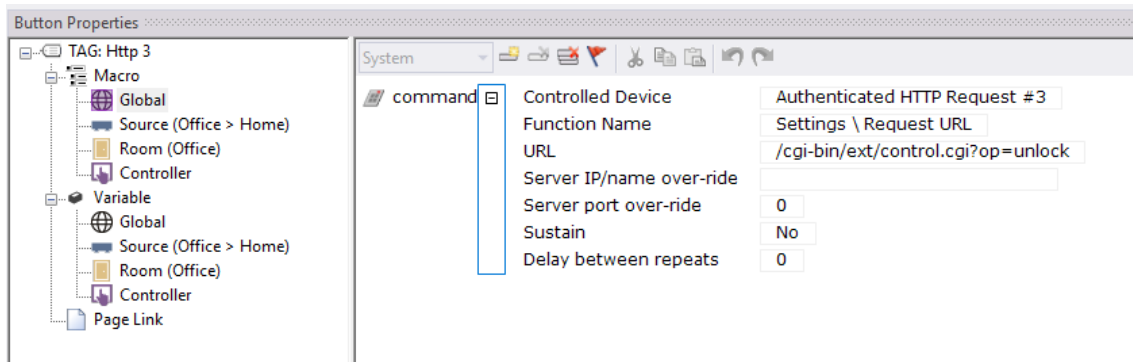 Button Properties
TAG: Http 3
Macro
Global
Source (Office > Home)
Room (Office)
Controller
Variable
Global
Source (Office > Home)
Room (Office)
Controller
Page Link
System
command
Controlled Device Authenticated HTTP Request #3
Function Name Settings \ Request URL
URL /cgi-bin/ext/control.cgi?op=unlock
Server IP/name over-ride
Server port over-ride 0
Sustain No
Delay between repeats 0